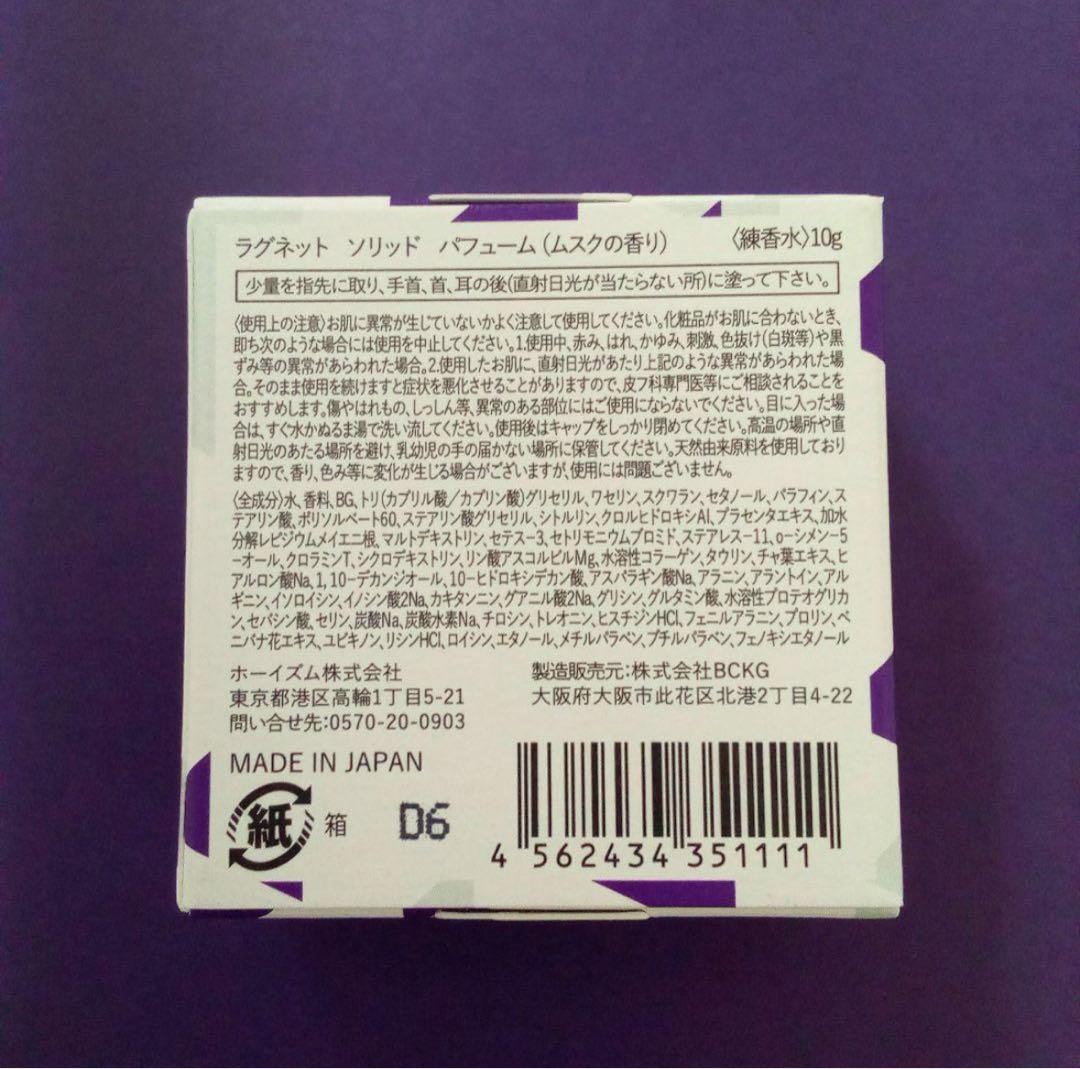 ラグネット ソリッド パフューム(ムスクの香り) 〈練香水〉10g
少量を指先に取り、手首、首、耳の後(直射日光が当たらない所)に塗って下さい。
〈使用上の注意〉お肌に異常が生じていないかよく注意して使用してください。化粧品がお肌に合わないとき、
即ち次のような場合には使用を中止してください。1.使用中、赤み、はれ、かゆみ、刺激、色抜け(白斑等)や黒
ずみ等の異常があらわれた場合。2.使用したお肌に、直射日光があたり上記のような異常があらわれた場
合。そのまま使用を続けますと症状を悪化させることがありますので、皮フ科専門医等にご相談されることを
おすすめします。傷やはれもの、しっしん等、異常のある部位にはご使用にならないでください。目に入った場
合は、すぐ水かぬるま湯で洗い流してください。使用後はキャップをしっかり閉めてください。高温の場所や直
射日光のあたる場所を避け、乳幼児の手の届かない場所に保管してください。天然由来原料を使用しており
ますので、香り、色み等に変化が生じる場合がございますが、使用には問題ございません。
〈全成分〉水、香料、BG、トリ(カプリル酸/カプリン酸)グリセリル、ワセリン、スクワラン、セタノール、パラフィン、ス
テアリン酸、ポリソルベート60、ステアリン酸グリセリル、シトルリン、クロルヒドロキシAl、プラセンタエキス、加水
分解レピジウムメイエニ根、マルトデキストリン、セテス-3、セトリモニウムブロミド、ステアレス-11、o-シメン-5
-オール、クロラミンT、シクロデキストリン、リン酸アスコルビルMg、水溶性コラーゲン、タウリン、チャ葉エキス、ヒ
アルロン酸Na、1,10-デカンジオール、10-ヒドロキシデカン酸、アスパラギン酸Na、アラニン、アラントイン、アル
ギニン、イソロイシン、イノシン酸2Na、カキタンニン、グアニル酸2Na、グリシン、グルタミン酸、水溶性プロテオグリカ
ン、セバシン酸、セリン、炭酸Na、炭酸水素Na、チロシン、トレオニン、ヒスチジンHCl、フェニルアラニン、プロリン、ベ
ニバナ花エキス、ユビキノン、リシンHCl、ロイシン、エタノール、メチルパラベン、ブチルパラベン、フェノキシエタノール
ホーイズム株式会社
東京都港区高輪1丁目5-21
問い合せ先:0570-20-0903
製造販売元:株式会社BCKG
大阪府大阪市此花区北港2丁目4-22
MADE IN JAPAN
紙 箱 D6
4 562434 351111